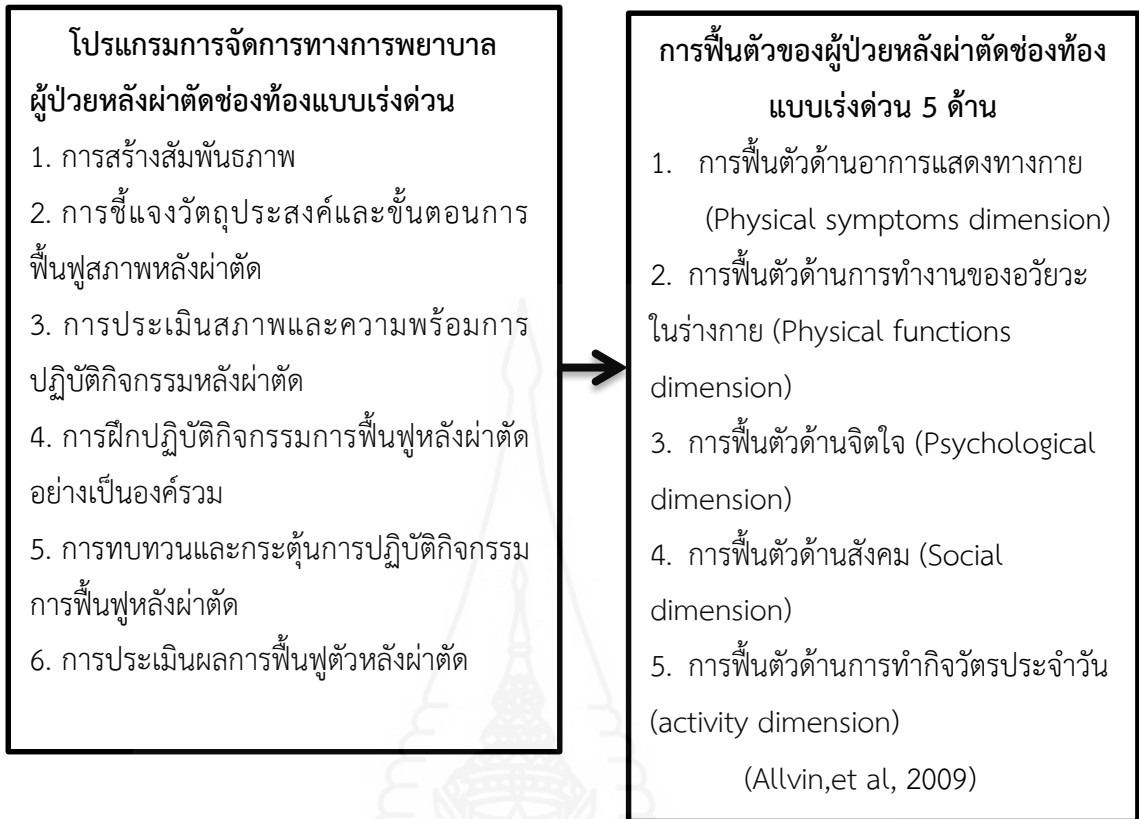 โปรแกรมการจัดการทางการพยาบาล
ผู้ป่วยหลังผ่าตัดช่องท้องแบบเร่งด่วน
1. การสร้างสัมพันธภาพ
2. การชี้แจงวัตถุประสงค์และขั้นตอนการ
ฟื้นฟูสภาพหลังผ่าตัด
3. การประเมินสภาพและความพร้อมการ
ปฏิบัติกิจกรรมหลังผ่าตัด
4. การฝึกปฏิบัติกิจกรรมการฟื้นฟูหลังผ่าตัด
อย่างเป็นองค์รวม
5. การทบทวนและกระตุ้นการปฏิบัติกิจกรรม
การฟื้นฟูหลังผ่าตัด
6. การประเมินผลการฟื้นฟูตัวหลังผ่าตัด
การฟื้นตัวของผู้ป่วยหลังผ่าตัดช่องท้อง
แบบเร่งด่วน 5 ด้าน
1. การฟื้นตัวด้านอาการแสดงทางกาย
(Physical symptoms dimension)
2. การฟื้นตัวด้านการทำงานของอวัยวะ
ในร่างกาย (Physical functions
dimension)
3. การฟื้นตัวด้านจิตใจ (Psychological
dimension)
4. การฟื้นตัวด้านสังคม (Social
dimension)
5. การฟื้นตัวด้านการทำกิจวัตรประจำวัน
(activity dimension)
(Allvin,et al, 2009)